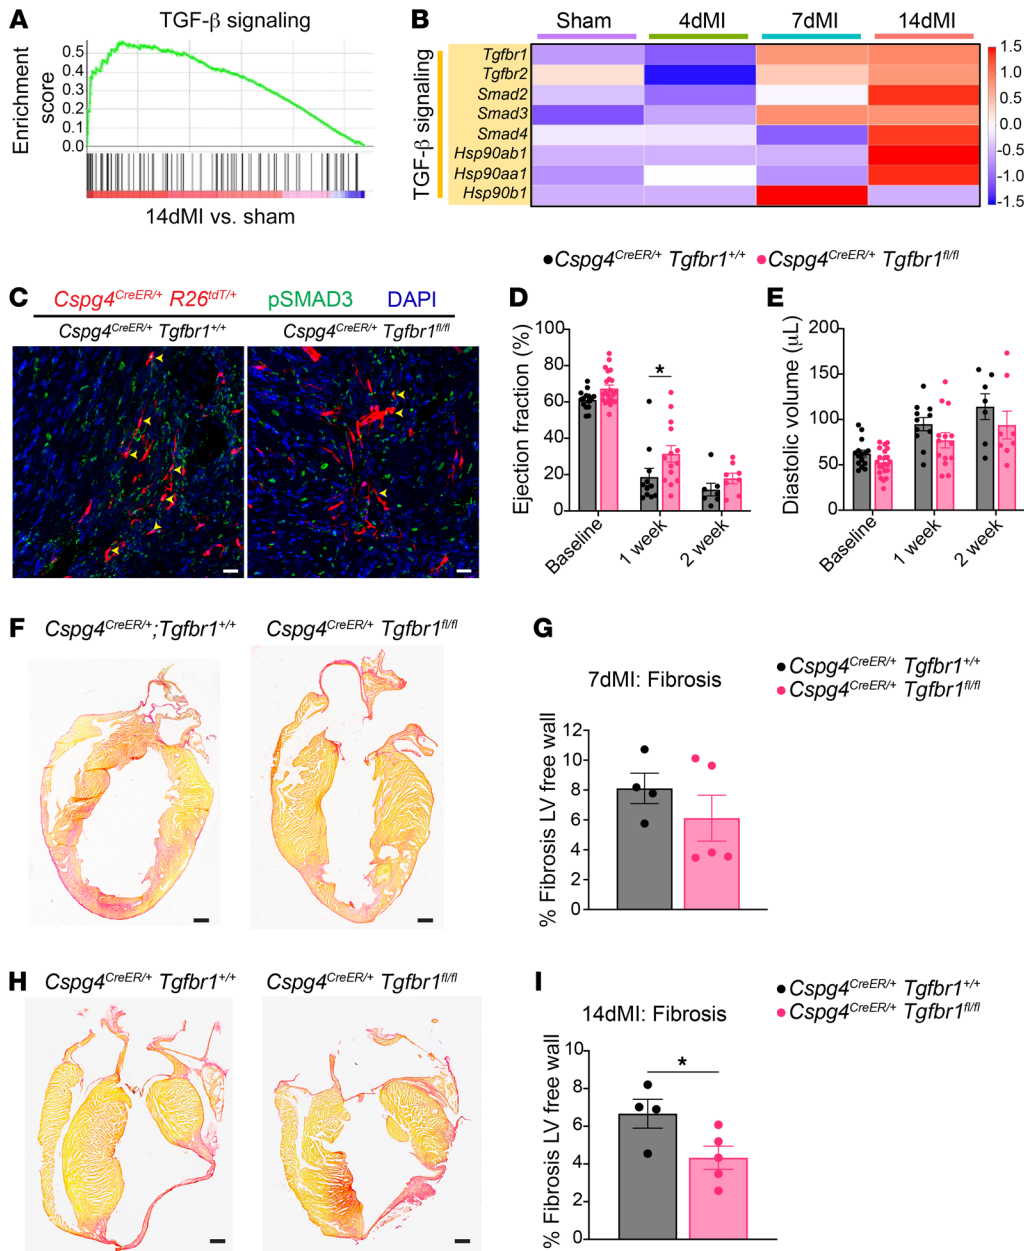 A
TGF-β signaling
Enrichment
score
0.5
0.4
0.3
0.2
0.1
0.0
14dMI vs. sham
B
Sham 4dMI 7dMI 14dMI
TGF-β signaling
Tgfbr1
Tgfbr2
Smad2
Smad3
Smad4
Hsp90ab1
Hsp90aa1
Hsp90b1
1.5
1.0
0.5
0.0
-0.5
-1.0
-1.5
C
Cspg4CreER/+ R26tdT/+ pSMAD3 DAPI
Cspg4CreER/+ Tgfbr1+/+ Cspg4CreER/+ Tgfbr1fl/fl
Cspg4CreER/+ Tgfbr1+/+ Cspg4CreER/+ Tgfbr1fl/fl
D
Ejection fraction (%)
100
80
60
40
20
0
*
Baseline 1 week 2 week
E
Diastolic volume (µL)
200
150
100
50
0
Baseline 1 week 2 week
F
Cspg4CreER/+;Tgfbr1+/+ Cspg4CreER/+ Tgfbr1fl/fl
G
Cspg4CreER/+ Tgfbr1+/+
Cspg4CreER/+ Tgfbr1fl/fl
7dMI: Fibrosis
% Fibrosis LV free wall
12
10
8
6
4
2
0
H
Cspg4CreER/+ Tgfbr1+/+ Cspg4CreER/+ Tgfbr1fl/fl
I
Cspg4CreER/+ Tgfbr1+/+
Cspg4CreER/+ Tgfbr1fl/fl
14dMI: Fibrosis
% Fibrosis LV free wall
10
8
6
4
2
0
*